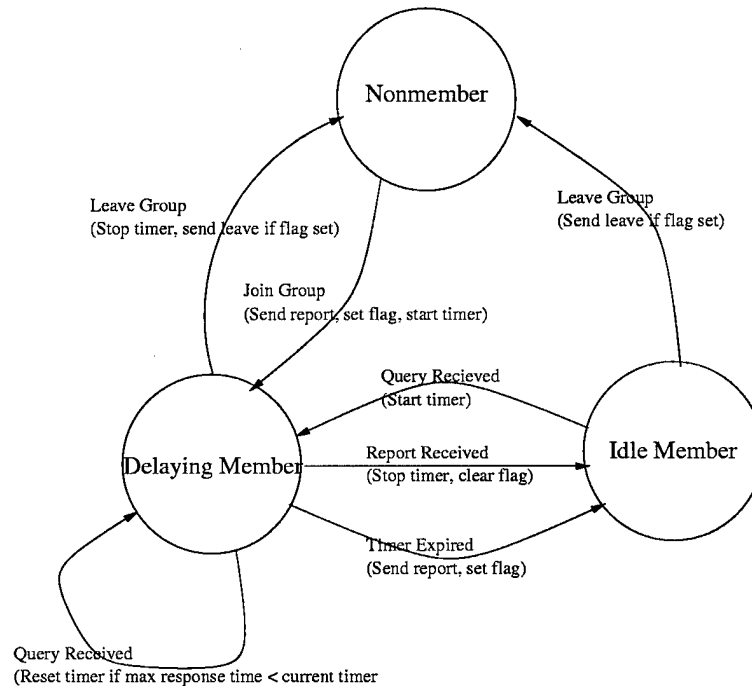 Nonmember
Leave Group
(Stop timer, send leave if flag set)
Leave Group
(Send leave if flag set)
Join Group
(Send report, set flag, start timer)
Query Recieved
(Start timer)
Delaying Member
Report Received
(Stop timer, clear flag)
Idle Member
Timer Expired
(Send report, set flag)
Query Received
(Reset timer if max response time < current timer